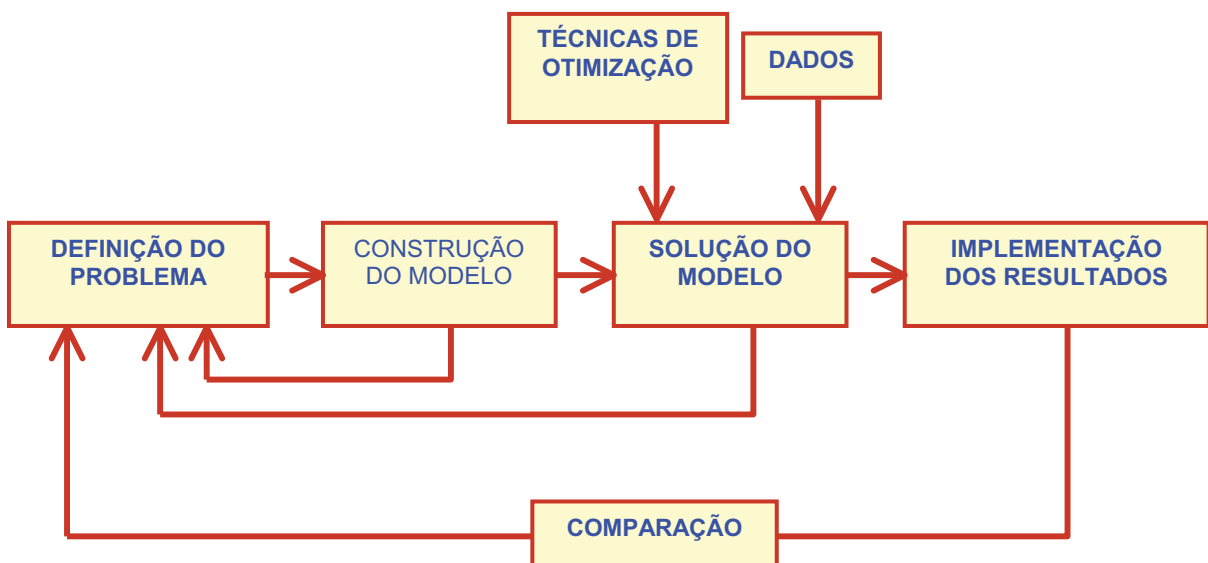 TÉCNICAS DE
OTIMIZAÇÃO
DADOS
DEFINIÇÃO DO
PROBLEMA
CONSTRUÇÃO
DO MODELO
SOLUÇÃO DO
MODELO
IMPLEMENTAÇÃO
DOS RESULTADOS
COMPARAÇÃO